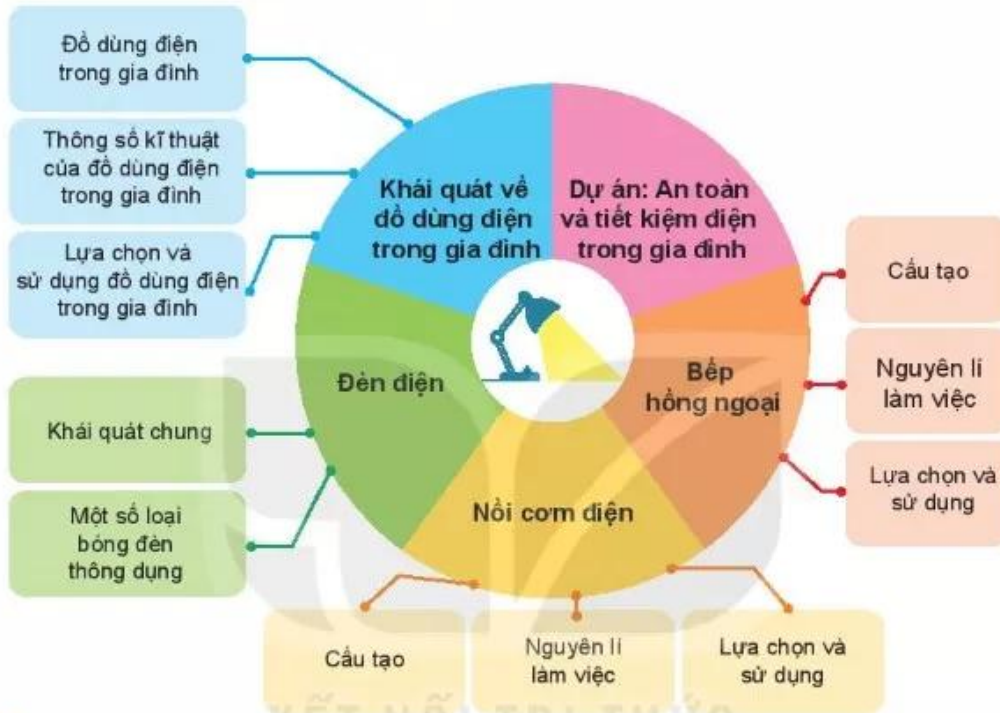 Đồ dùng điện
trong gia đình
Thông số kĩ thuật
của đồ dùng điện
trong gia đình
Lựa chọn và
sử dụng đồ dùng điện
trong gia đình
Khái quát về
đồ dùng điện
trong gia đình
Dự án: An toàn
và tiết kiệm điện
trong gia đình
Cấu tạo
Nguyên lí
làm việc
Lựa chọn và
sử dụng
Bếp
hồng ngoại
Đèn điện
Khái quát chung
Một số loại
bóng đèn
thông dụng
Nồi cơm điện
Cấu tạo
Nguyên lí
làm việc
Lựa chọn và
sử dụng
KẾT NỐI TRI THỨC